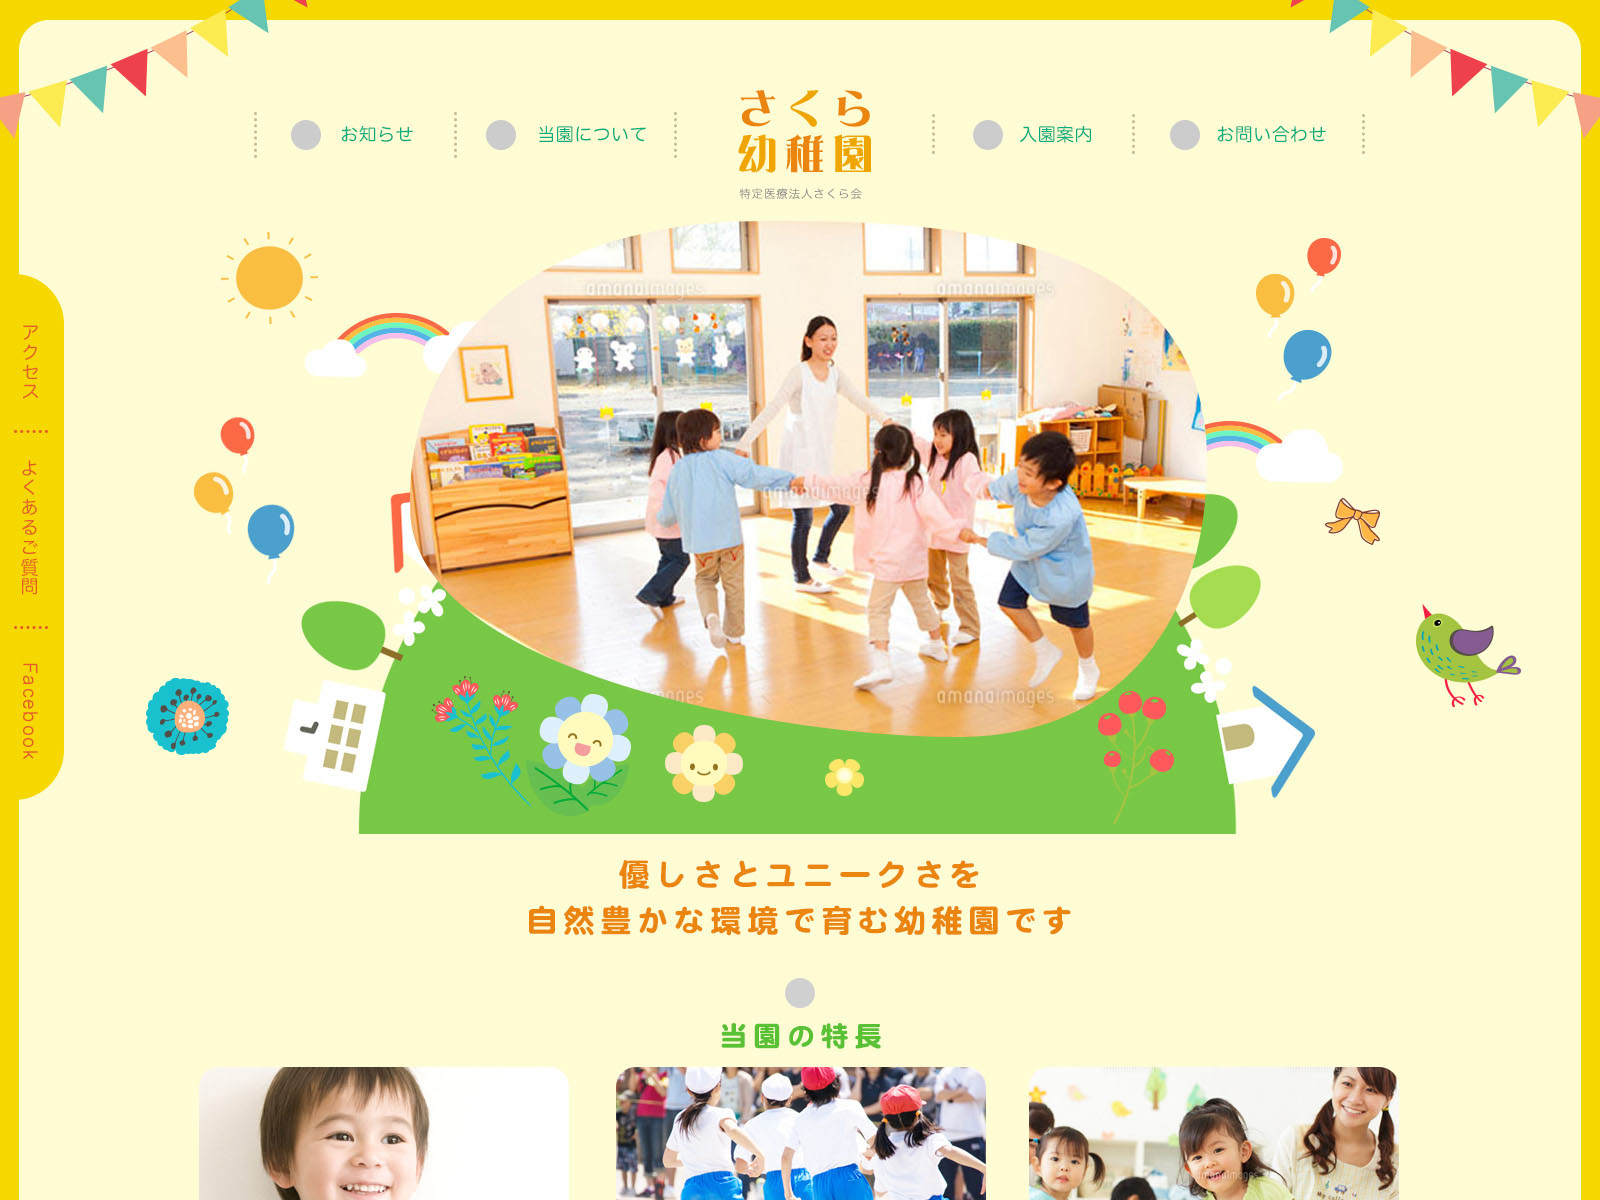 お知らせ
当園について
さくら
幼稚園
特定医療法人さくら会
入園案内
お問い合わせ
アクセス
よくあるご質問
Facebook
amanaimages
amanaimages
amanaimages
amanaimages
優しさとユニークさを
自然豊かな環境で育む幼稚園です
当園の特長
amanaimages